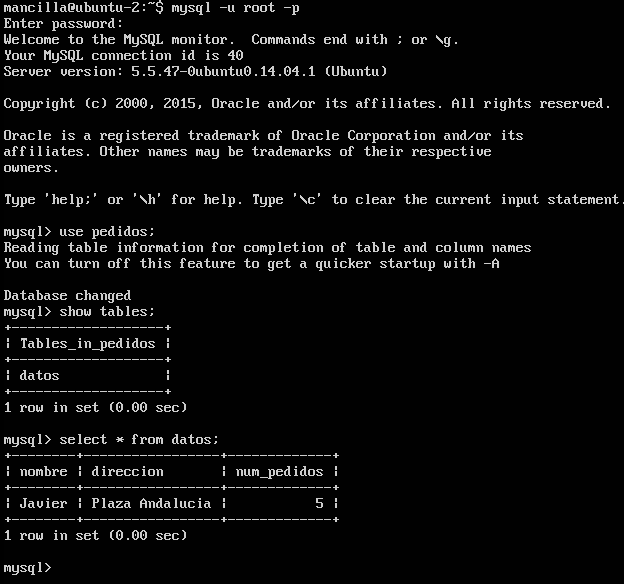 mancilla@ubuntu-2:~$ mysql -u root -p
Enter password:
Welcome to the MySQL monitor.  Commands end with ; or \g.
Your MySQL connection id is 40
Server version: 5.5.47-0ubuntu0.14.04.1 (Ubuntu)

Copyright (c) 2000, 2015, Oracle and/or its affiliates. All rights reserved.

Oracle is a registered trademark of Oracle Corporation and/or its
affiliates. Other names may be trademarks of their respective
owners.

Type 'help;' or '\h' for help. Type '\c' to clear the current input statement.

mysql> use pedidos;
Reading table information for completion of table and column names
You can turn off this feature to get a quicker startup with -A

Database changed
mysql> show tables;
+-------------------+
| Tables_in_pedidos |
+-------------------+
| datos             |
+-------------------+
1 row in set (0.00 sec)

mysql> select * from datos;
+--------+-----------------+-------------+
| nombre | direccion       | num_pedidos |
+--------+-----------------+-------------+
| Javier | Plaza Andalucia |           5 |
+--------+-----------------+-------------+
1 row in set (0.00 sec)

mysql>